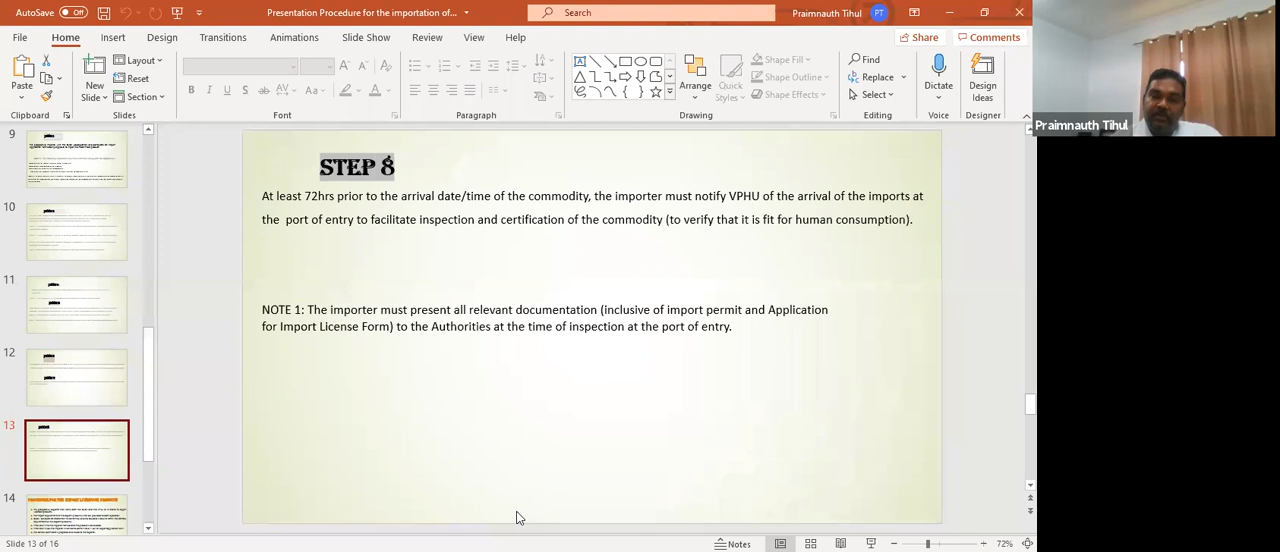 AutoSave Off Presentation Procedure for the importation of... Search Praimnauth Tihul PT
File Home Insert Design Transitions Animations Slide Show Review View Help Share Comments
Paste New Slide Layout Reset Section Arrange Quick Styles Shape Fill Shape Outline Shape Effects Find Replace Select Dictate Design Ideas
Clipboard Slides Font Paragraph Drawing Editing Voice Designer
Praimnauth Tihul
9
10
11
12
13
14
STEP 8
At least 72hrs prior to the arrival date/time of the commodity, the importer must notify VPHU of the arrival of the imports at
the port of entry to facilitate inspection and certification of the commodity (to verify that it is fit for human consumption).
NOTE 1: The importer must present all relevant documentation (inclusive of import permit and Application
for Import License Form) to the Authorities at the time of inspection at the port of entry.
Slide 13 of 16 Notes 72%